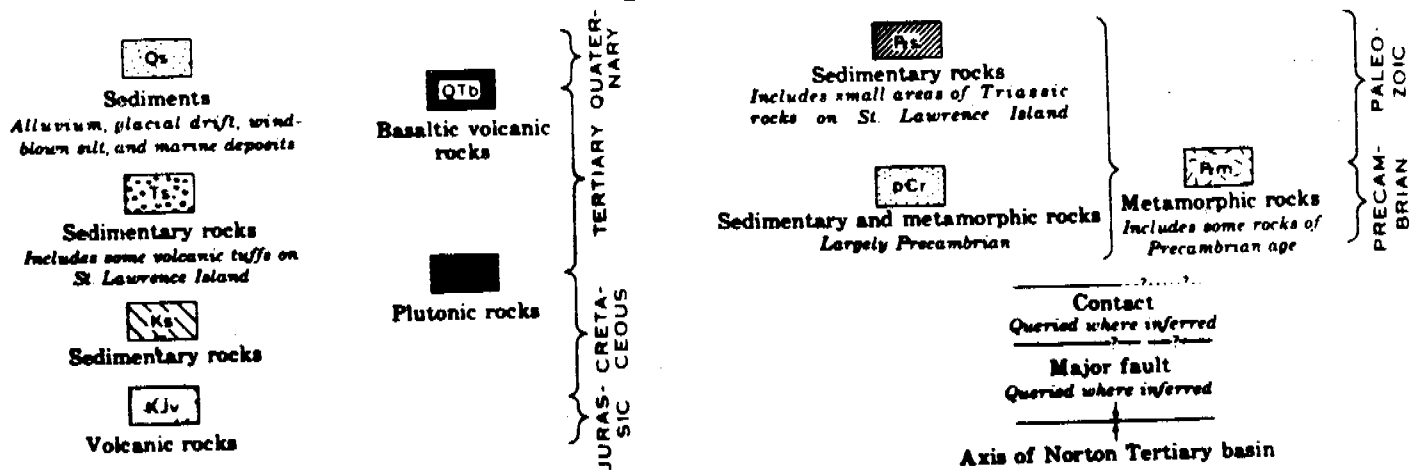 Qs
Sediments
Alluvium, glacial drift, wind-
blown silt, and marine deposits
Ts
Sedimentary rocks
Includes some volcanic tuffs on
St. Lawrence Island
Ks
Sedimentary rocks
KJv
Volcanic rocks
QTb
Basaltic volcanic
rocks
Plutonic rocks
QUATER-
NARY
TERTIARY
CRETA-
CEOUS
JURAS-
SIC
Sedimentary rocks
Includes small areas of Triassic
rocks on St. Lawrence Island
p€r
Sedimentary and metamorphic rocks
Largely Precambrian
Metamorphic rocks
Includes some rocks of
Precambrian age
PALEO-
ZOIC
PRECAM-
BRIAN
? ?
Contact
Queried where inferred
? ?
Major fault
Queried where inferred
Axis of Norton Tertiary basin